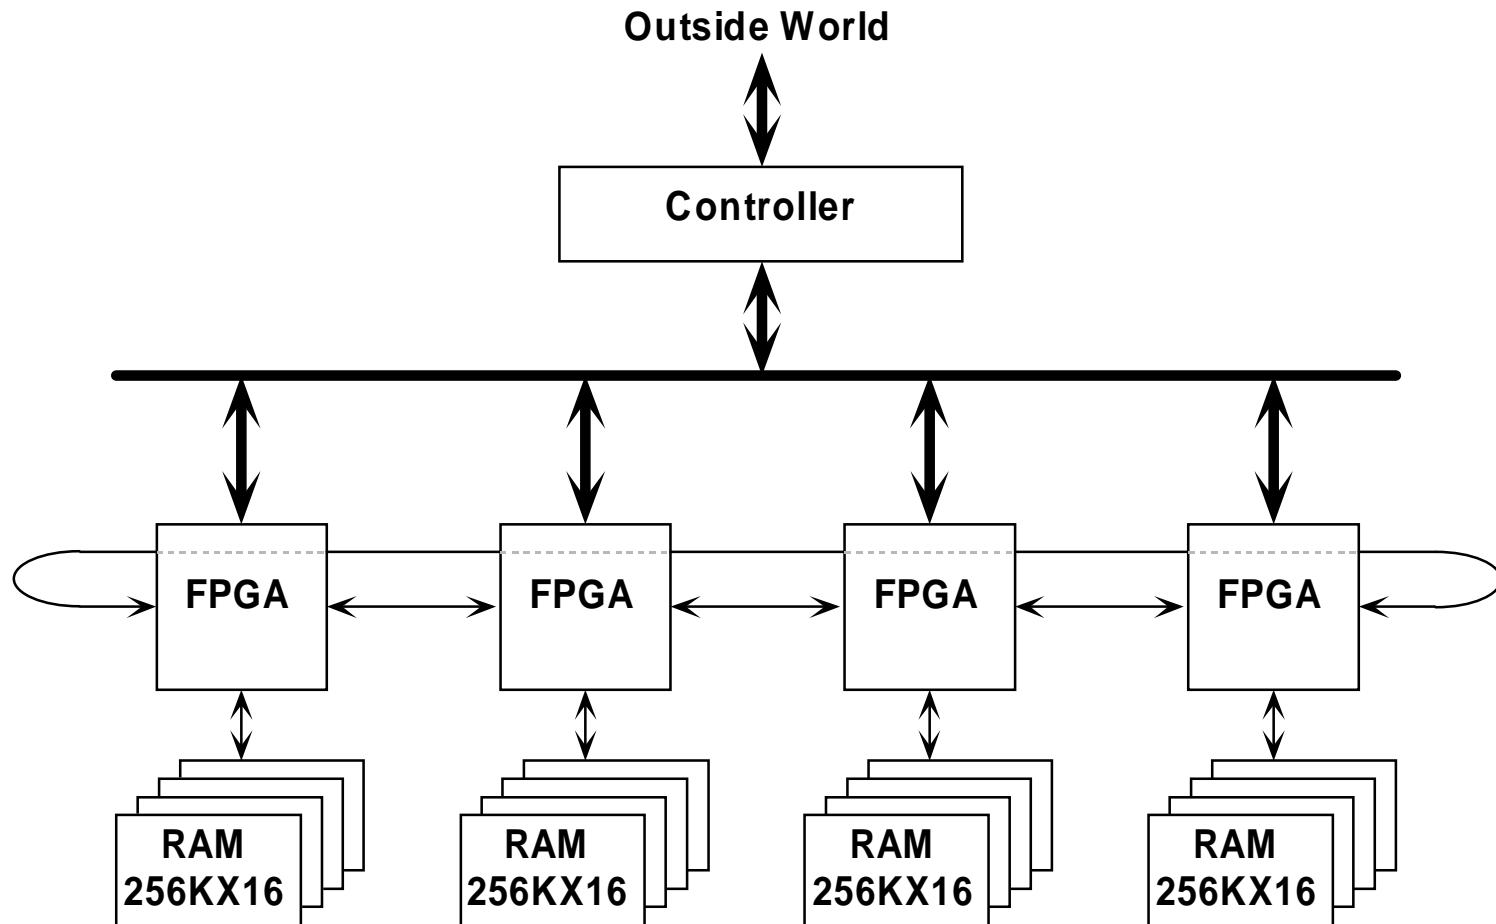 Outside World
Controller
FPGA
FPGA
FPGA
FPGA
RAM
256KX16
RAM
256KX16
RAM
256KX16
RAM
256KX16